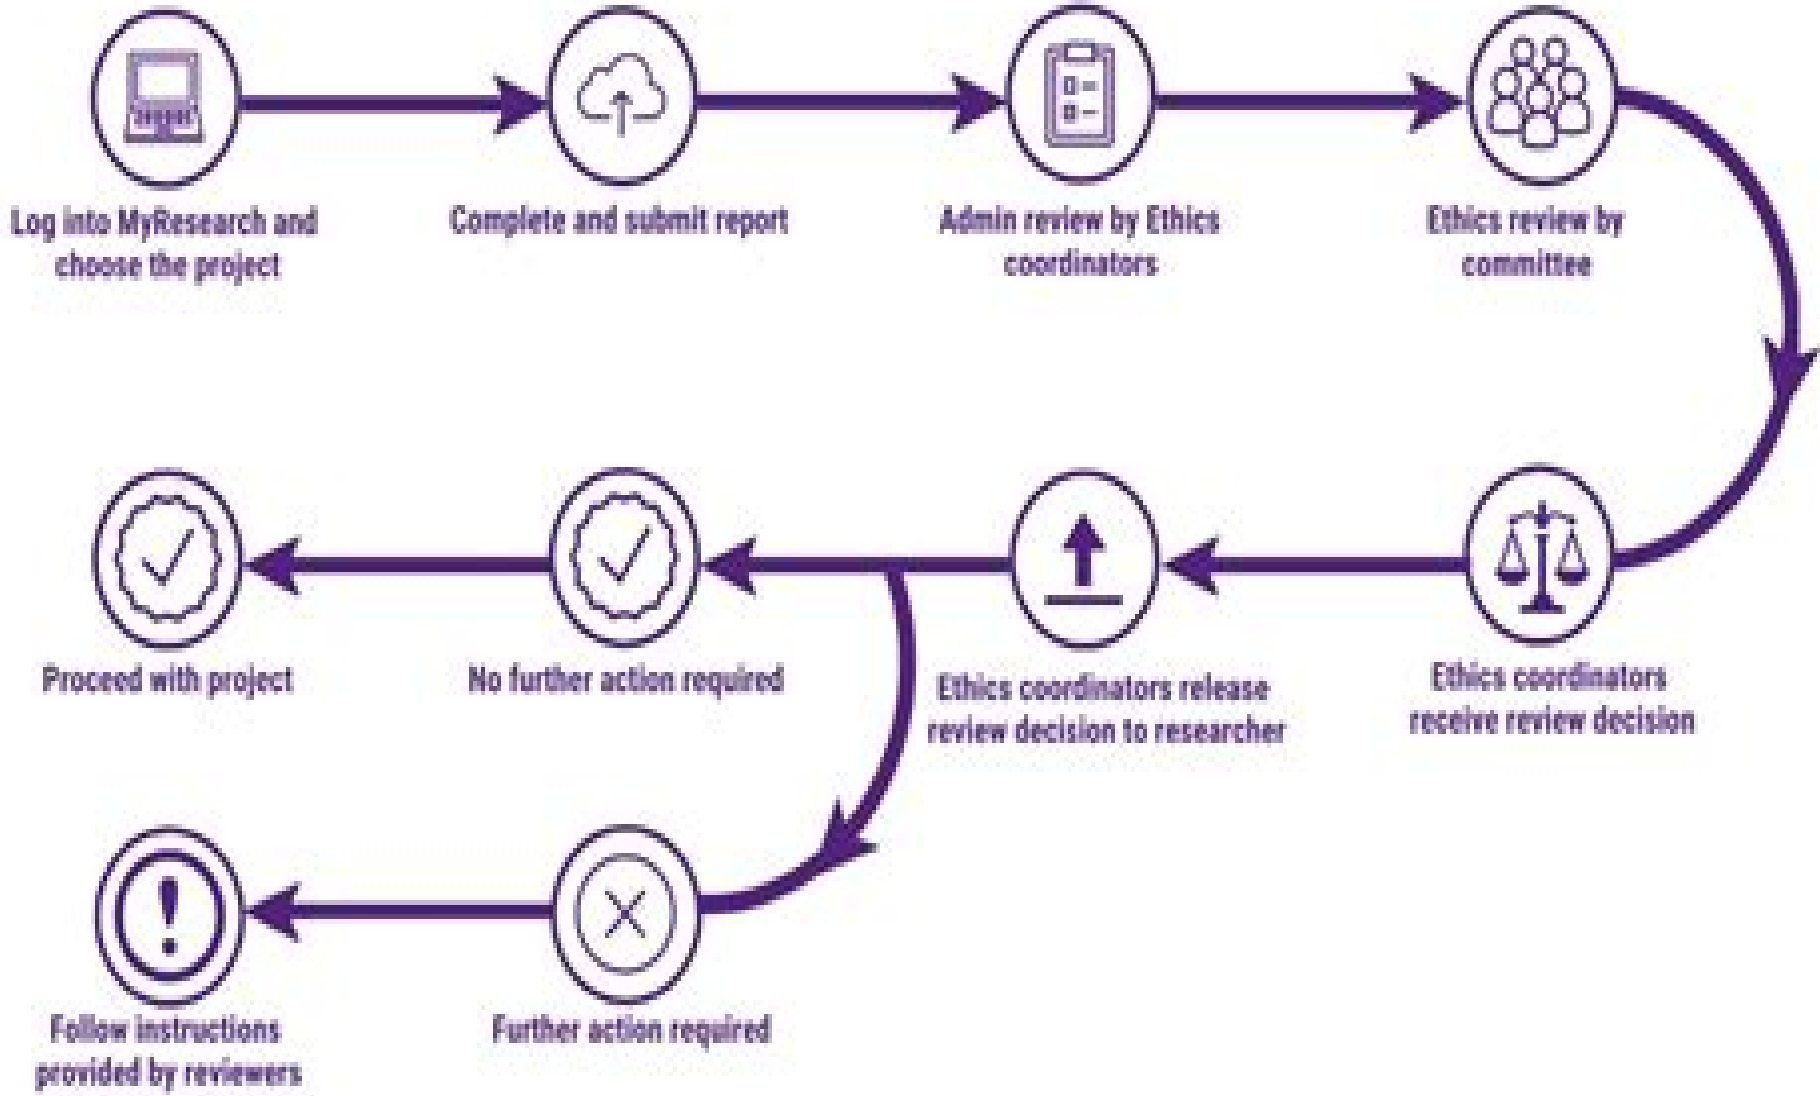 Log into MyResearch and
choose the project
Complete and submit report
Admin review by Ethics
coordinators
Ethics review by
committee
Proceed with project
No further action required
Ethics coordinators release
review decision to researcher
Ethics coordinators
receive review decision
Follow instructions
provided by reviewers
Further action required